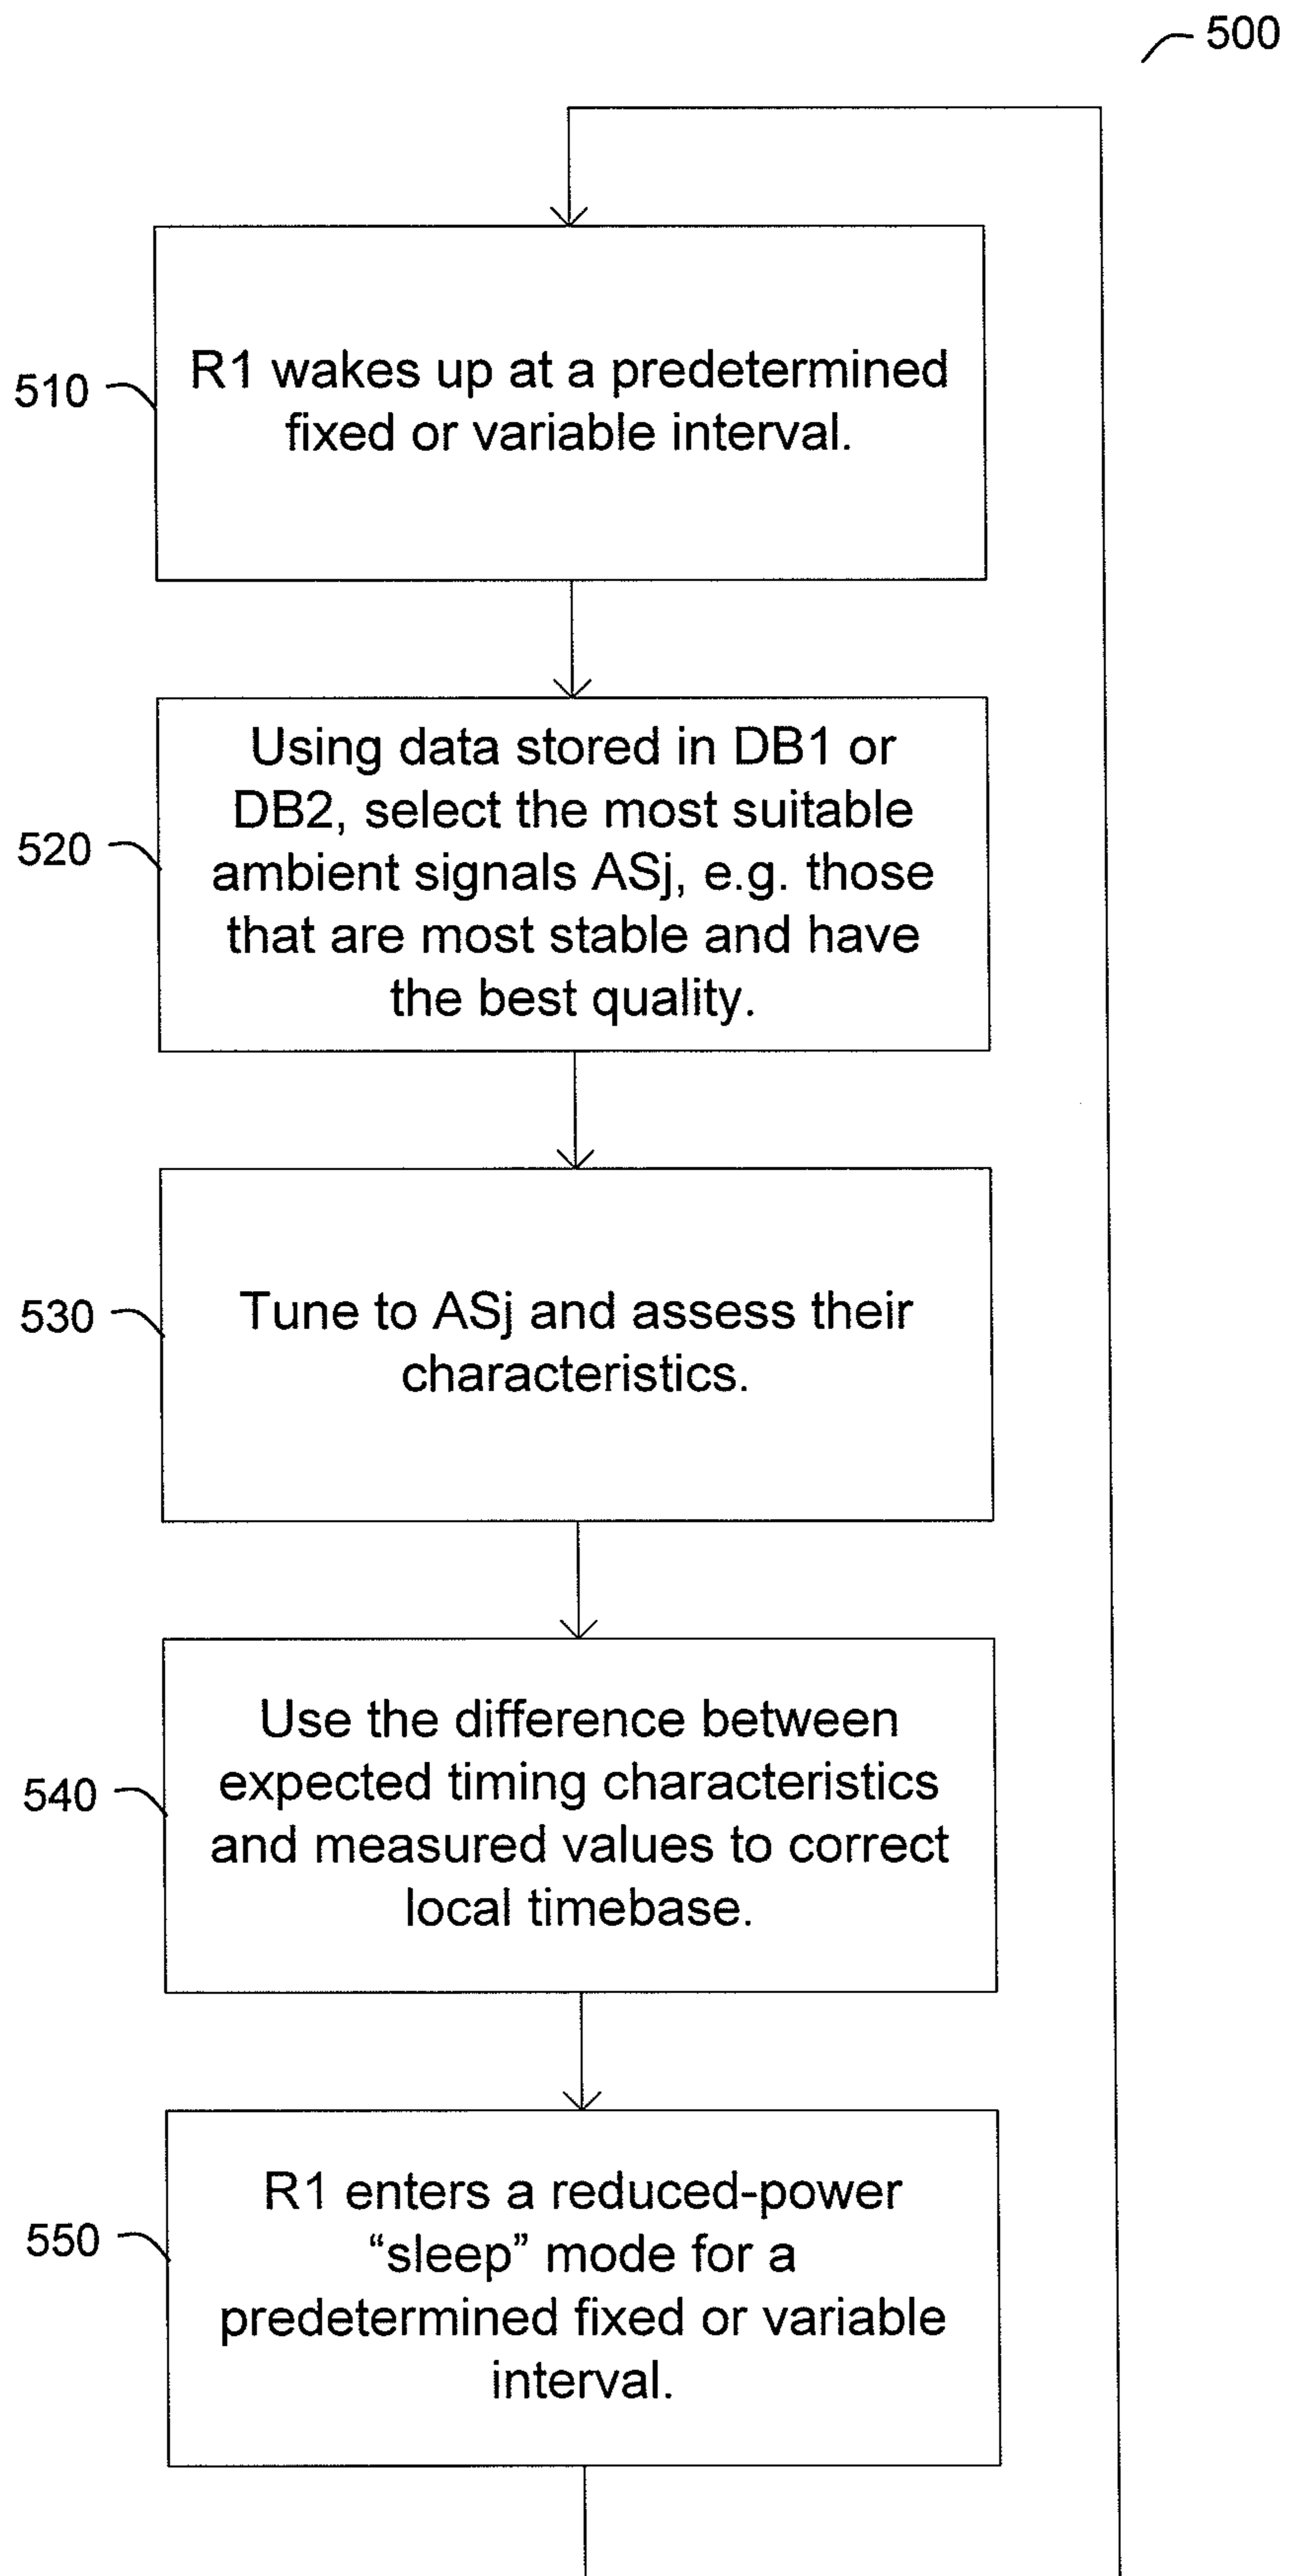 500
510
R1 wakes up at a predetermined
fixed or variable interval.
520
Using data stored in DB1 or
DB2, select the most suitable
ambient signals ASj, e.g. those
that are most stable and have
the best quality.
530
Tune to ASj and assess their
characteristics.
540
Use the difference between
expected timing characteristics
and measured values to correct
local timebase.
550
R1 enters a reduced-power
“sleep” mode for a
predetermined fixed or variable
interval.